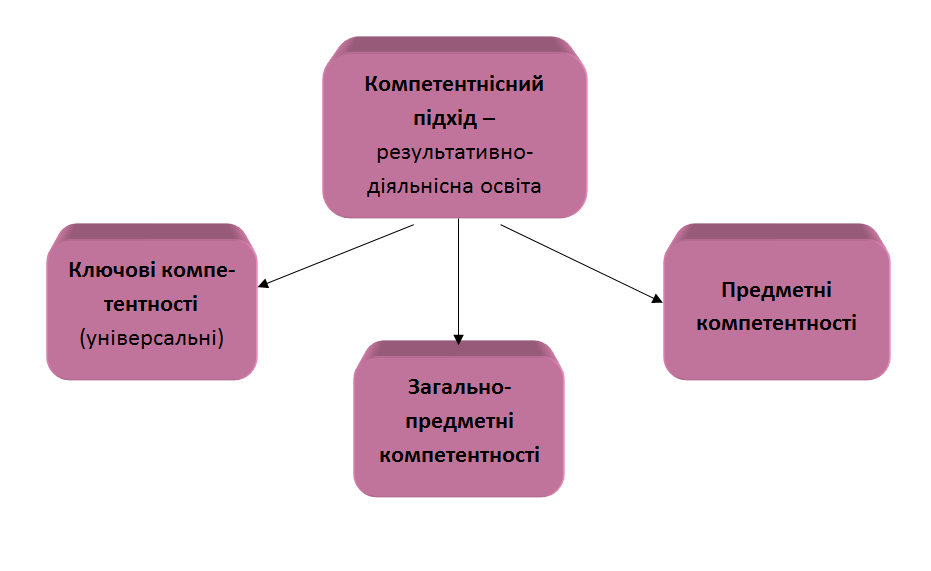 Компетентнісний
підхід –
результативно-
діяльнісна освіта
Ключові компе-
тентності
(універсальні)
Загально-
предметні
компетентності
Предметні
компетентності